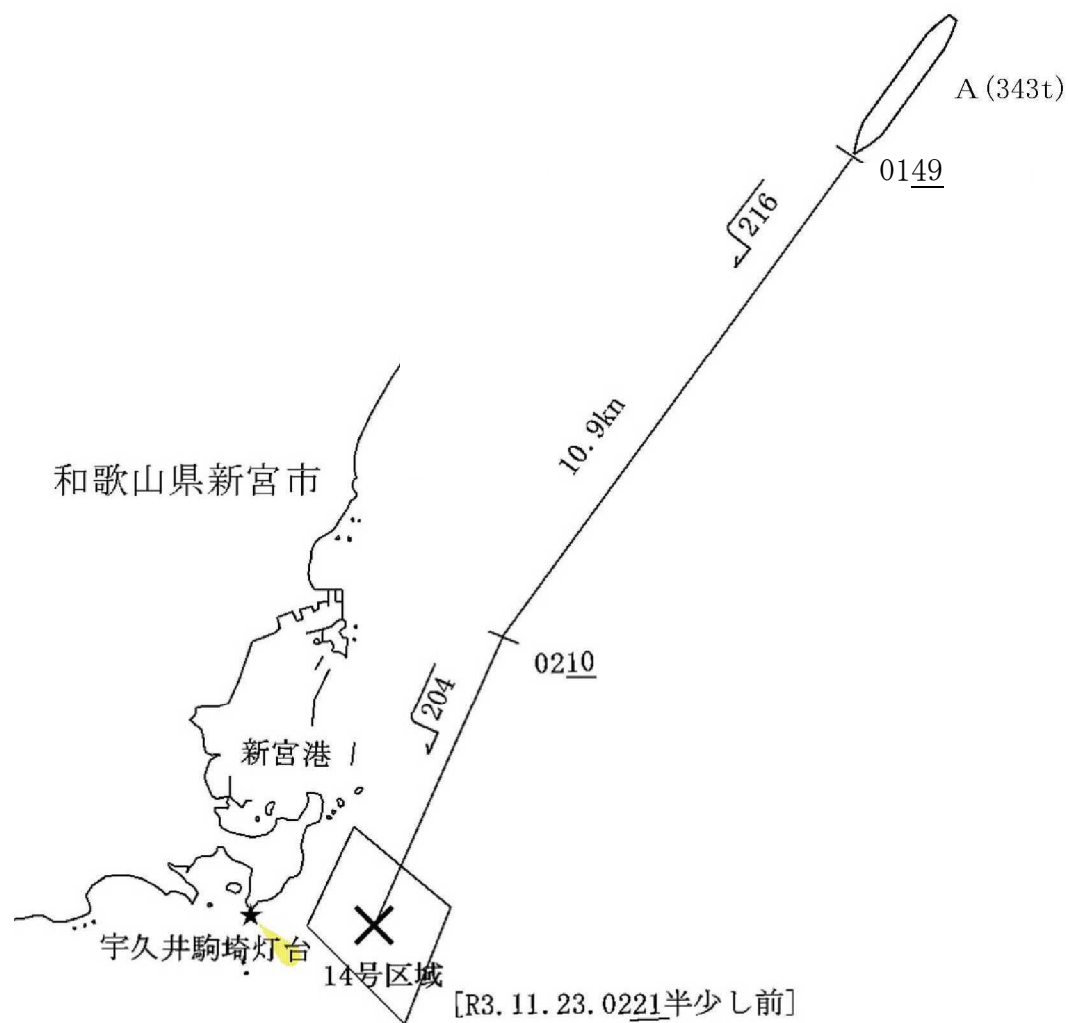 A (343t)
0149
216
10.9kn
和歌山県新宮市
0210
204
新宮港
宇久井駒埼灯台
14号区域
[R3.11.23.0221半少し前]